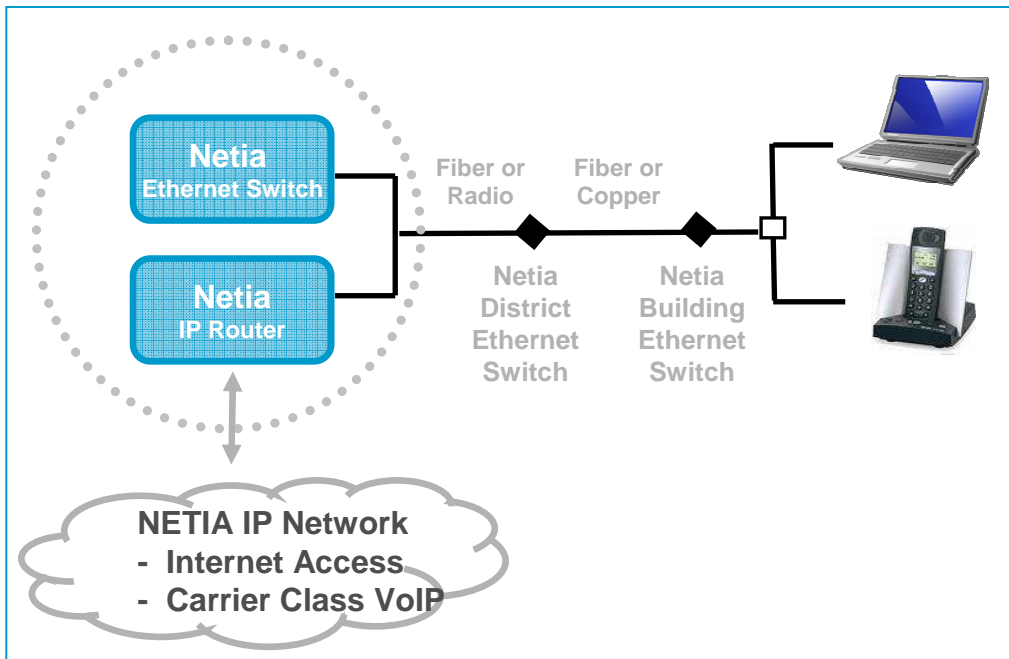 Netia
Ethernet Switch
Netia
IP Router
Fiber or
Radio
Fiber or
Copper
Netia
District
Ethernet
Switch
Netia
Building
Ethernet
Switch
NETIA IP Network
- Internet Access
- Carrier Class VoIP